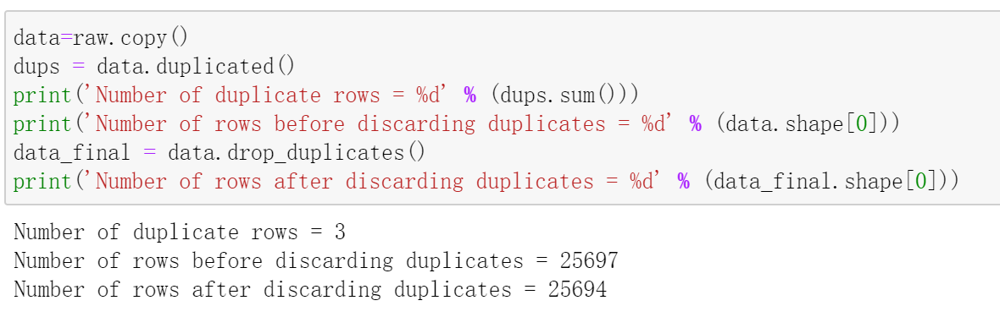 data=raw.copy()
dups = data.duplicated()
print('Number of duplicate rows = %d' % (dups.sum()))
print('Number of rows before discarding duplicates = %d' % (data.shape[0]))
data_final = data.drop_duplicates()
print('Number of rows after discarding duplicates = %d' % (data_final.shape[0]))
Number of duplicate rows = 3
Number of rows before discarding duplicates = 25697
Number of rows after discarding duplicates = 25694